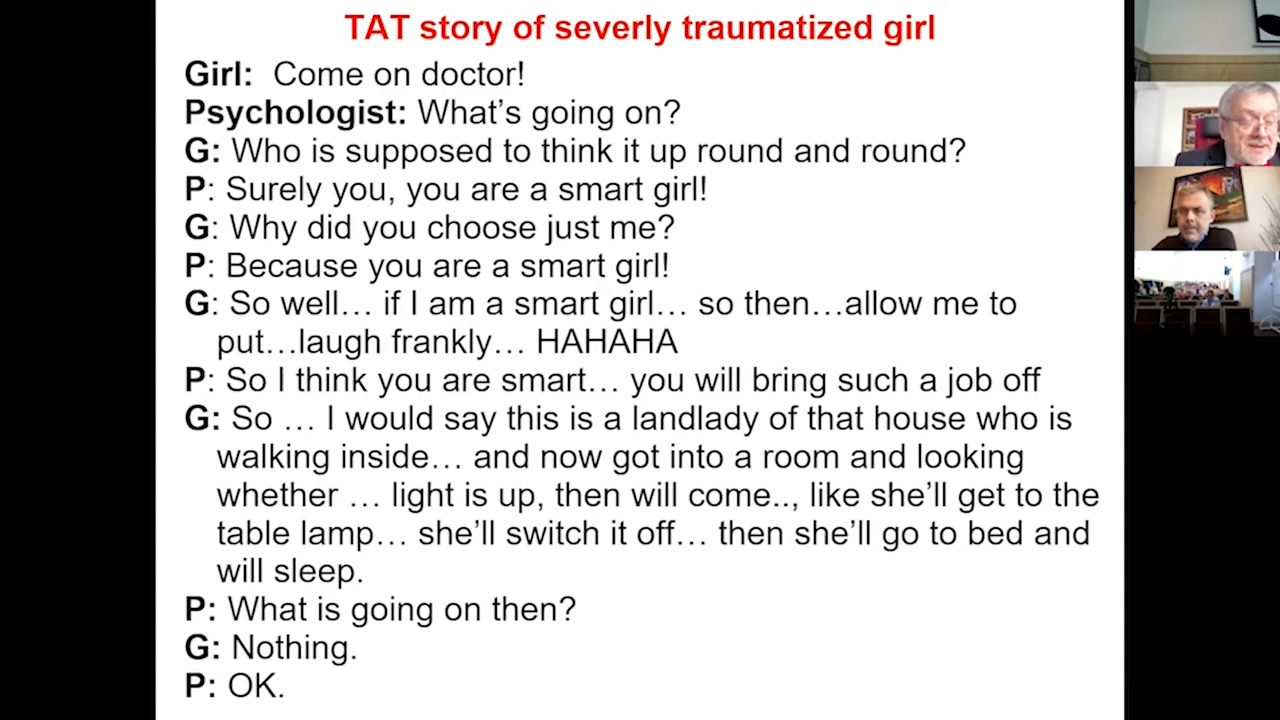 TAT story of severly traumatized girl
Girl: Come on doctor!
Psychologist: What's going on?
G: Who is supposed to think it up round and round?
P: Surely you, you are a smart girl!
G: Why did you choose just me?
P: Because you are a smart girl!
G: So well… if I am a smart girl… so then…allow me to
put…laugh frankly… HAHAHA
P: So I think you are smart… you will bring such a job off
G: So … I would say this is a landlady of that house who is
walking inside… and now got into a room and looking
whether … light is up, then will come.., like she'll get to the
table lamp… she'll switch it off… then she'll go to bed and
will sleep.
P: What is going on then?
G: Nothing.
P: OK.